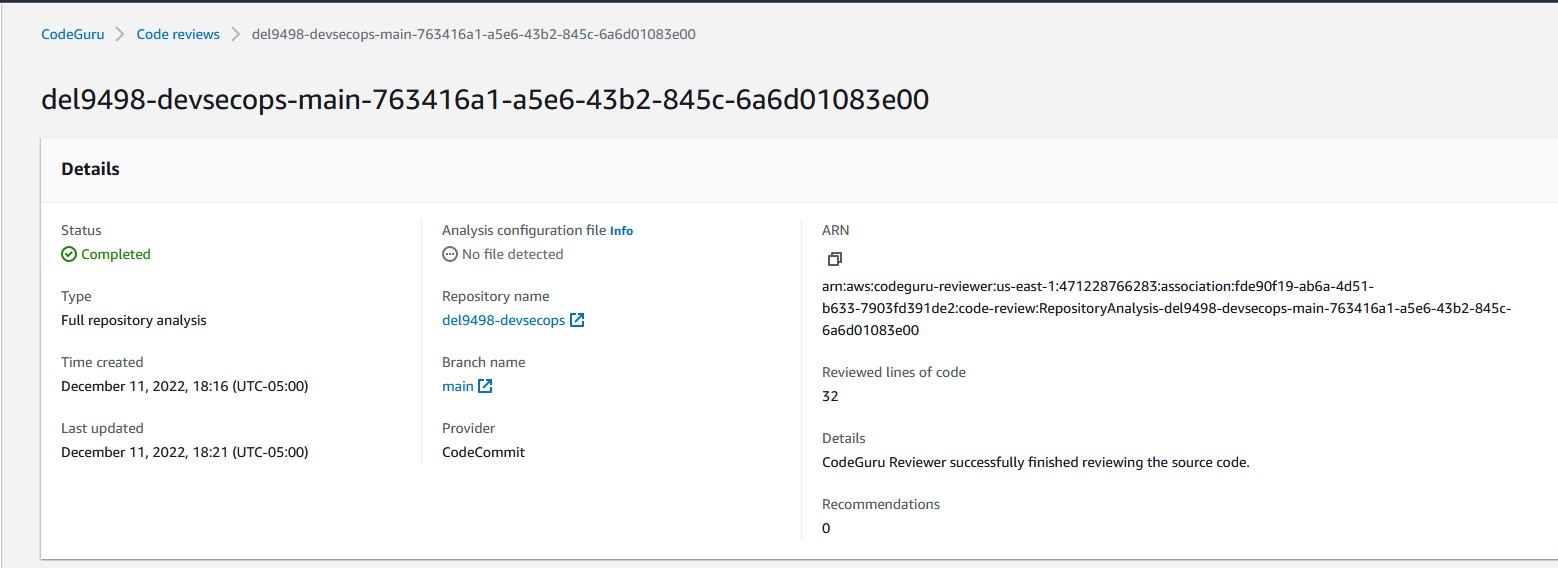 CodeGuru > Code reviews > del9498-devsecops-main-763416a1-a5e6-43b2-845c-6a6d01083e00
del9498-devsecops-main-763416a1-a5e6-43b2-845c-6a6d01083e00
Details
Status
Completed
Type
Full repository analysis
Time created
December 11, 2022, 18:16 (UTC-05:00)
Last updated
December 11, 2022, 18:21 (UTC-05:00)
Analysis configuration file Info
No file detected
Repository name
del9498-devsecops
Branch name
main
Provider
CodeCommit
ARN
arn:aws:codeguru-reviewer:us-east-1:471228766283:association:fde90f19-ab6a-4d51-
b633-7903fd391de2:code-review:RepositoryAnalysis-del9498-devsecops-main-763416a1-a5e6-43b2-845c-
6a6d01083e00
Reviewed lines of code
32
Details
CodeGuru Reviewer successfully finished reviewing the source code.
Recommendations
0